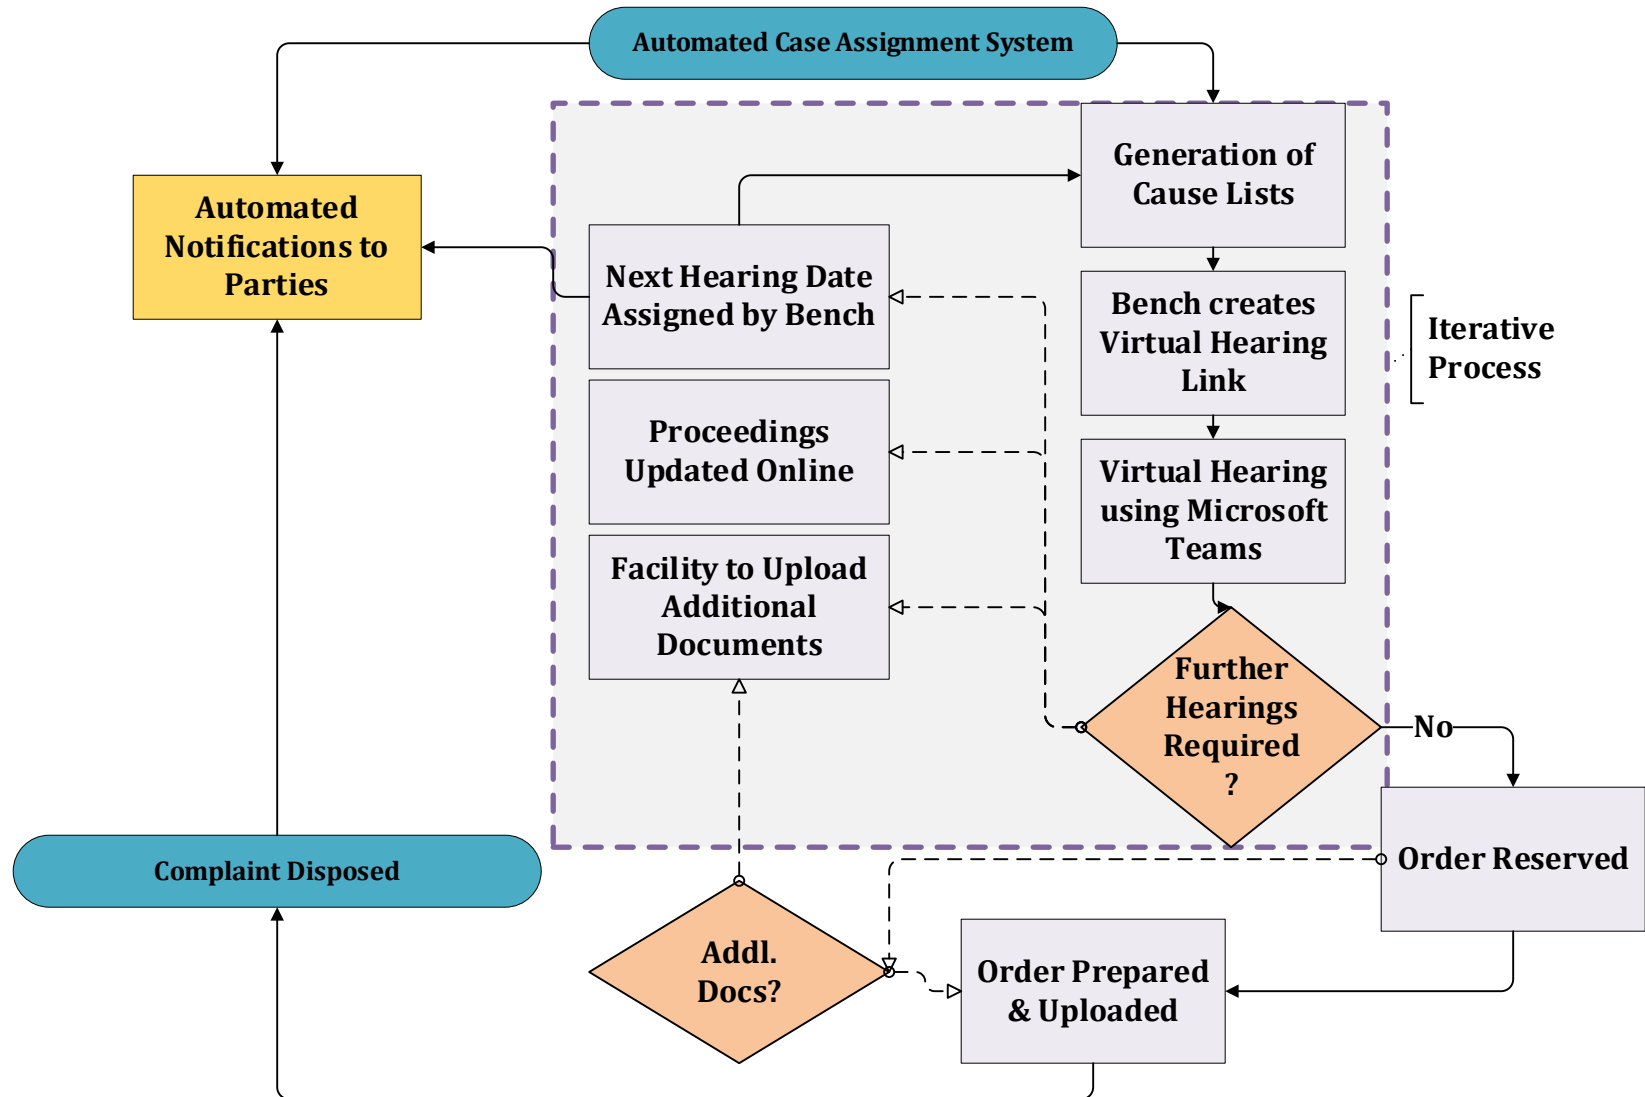 Automated Case Assignment System
Automated
Notifications to
Parties
Generation of
Cause Lists
Next Hearing Date
Assigned by Bench
Bench creates
Virtual Hearing
Link
Iterative
Process
Proceedings
Updated Online
Virtual Hearing
using Microsoft
Teams
Facility to Upload
Additional
Documents
Further
Hearings
Required
?
No
Order Reserved
Complaint Disposed
Addl.
Docs?
Order Prepared
& Uploaded